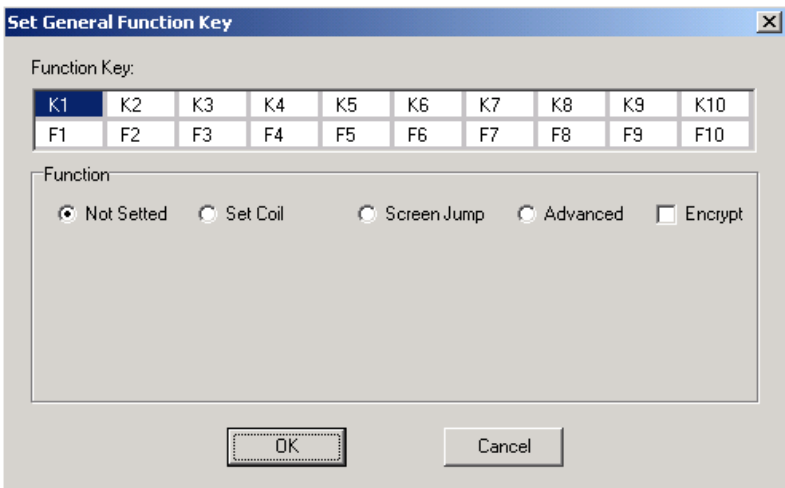 Set General Function Key
Function Key:
K1 K2 K3 K4 K5 K6 K7 K8 K9 K10
F1 F2 F3 F4 F5 F6 F7 F8 F9 F10
Function
Not Setted Set Coil Screen Jump Advanced Encrypt
OK Cancel